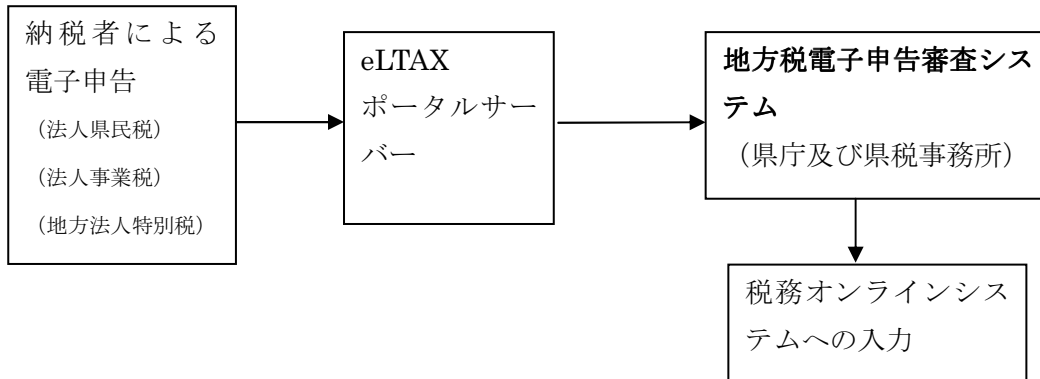 納税者による
電子申告
（法人県民税）
（法人事業税）
（地方法人特別税）
eLTAX
ポータルサー
バー
地方税電子申告審査シス
テム
（県庁及び県税事務所）
税務オンラインシス
テムへの入力